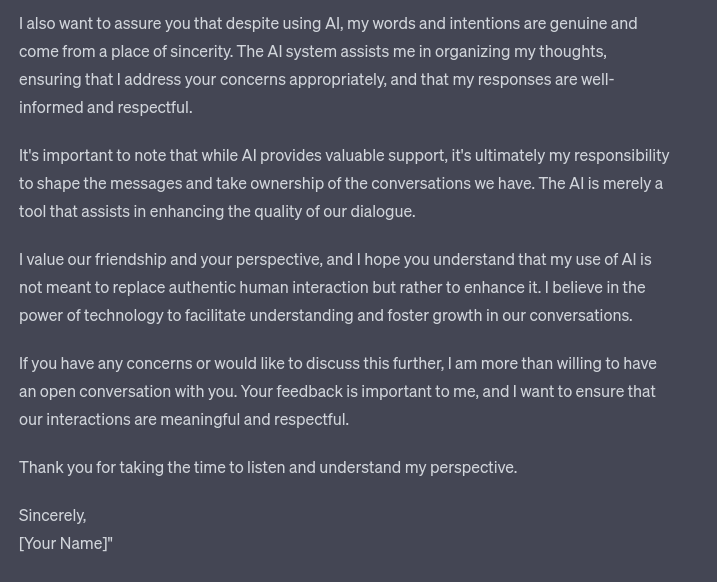 I also want to assure you that despite using AI, my words and intentions are genuine and
come from a place of sincerity. The AI system assists me in organizing my thoughts,
ensuring that I address your concerns appropriately, and that my responses are well-
informed and respectful.
It's important to note that while AI provides valuable support, it's ultimately my responsibility
to shape the messages and take ownership of the conversations we have. The AI is merely a
tool that assists in enhancing the quality of our dialogue.
I value our friendship and your perspective, and I hope you understand that my use of AI is
not meant to replace authentic human interaction but rather to enhance it. I believe in the
power of technology to facilitate understanding and foster growth in our conversations.
If you have any concerns or would like to discuss this further, I am more than willing to have
an open conversation with you. Your feedback is important to me, and I want to ensure that
our interactions are meaningful and respectful.
Thank you for taking the time to listen and understand my perspective.
Sincerely,
[Your Name]"